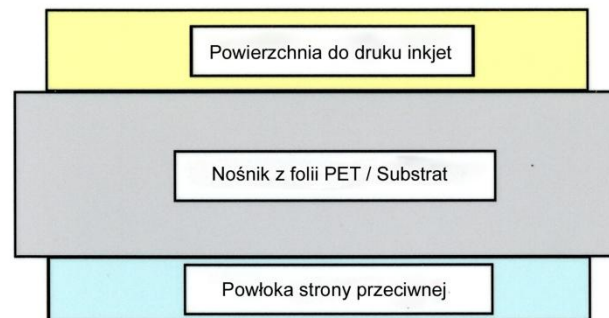 Powierzchnia do druku inkjet
Nośnik z folii PET / Substrat
Powłoka strony przeciwnej